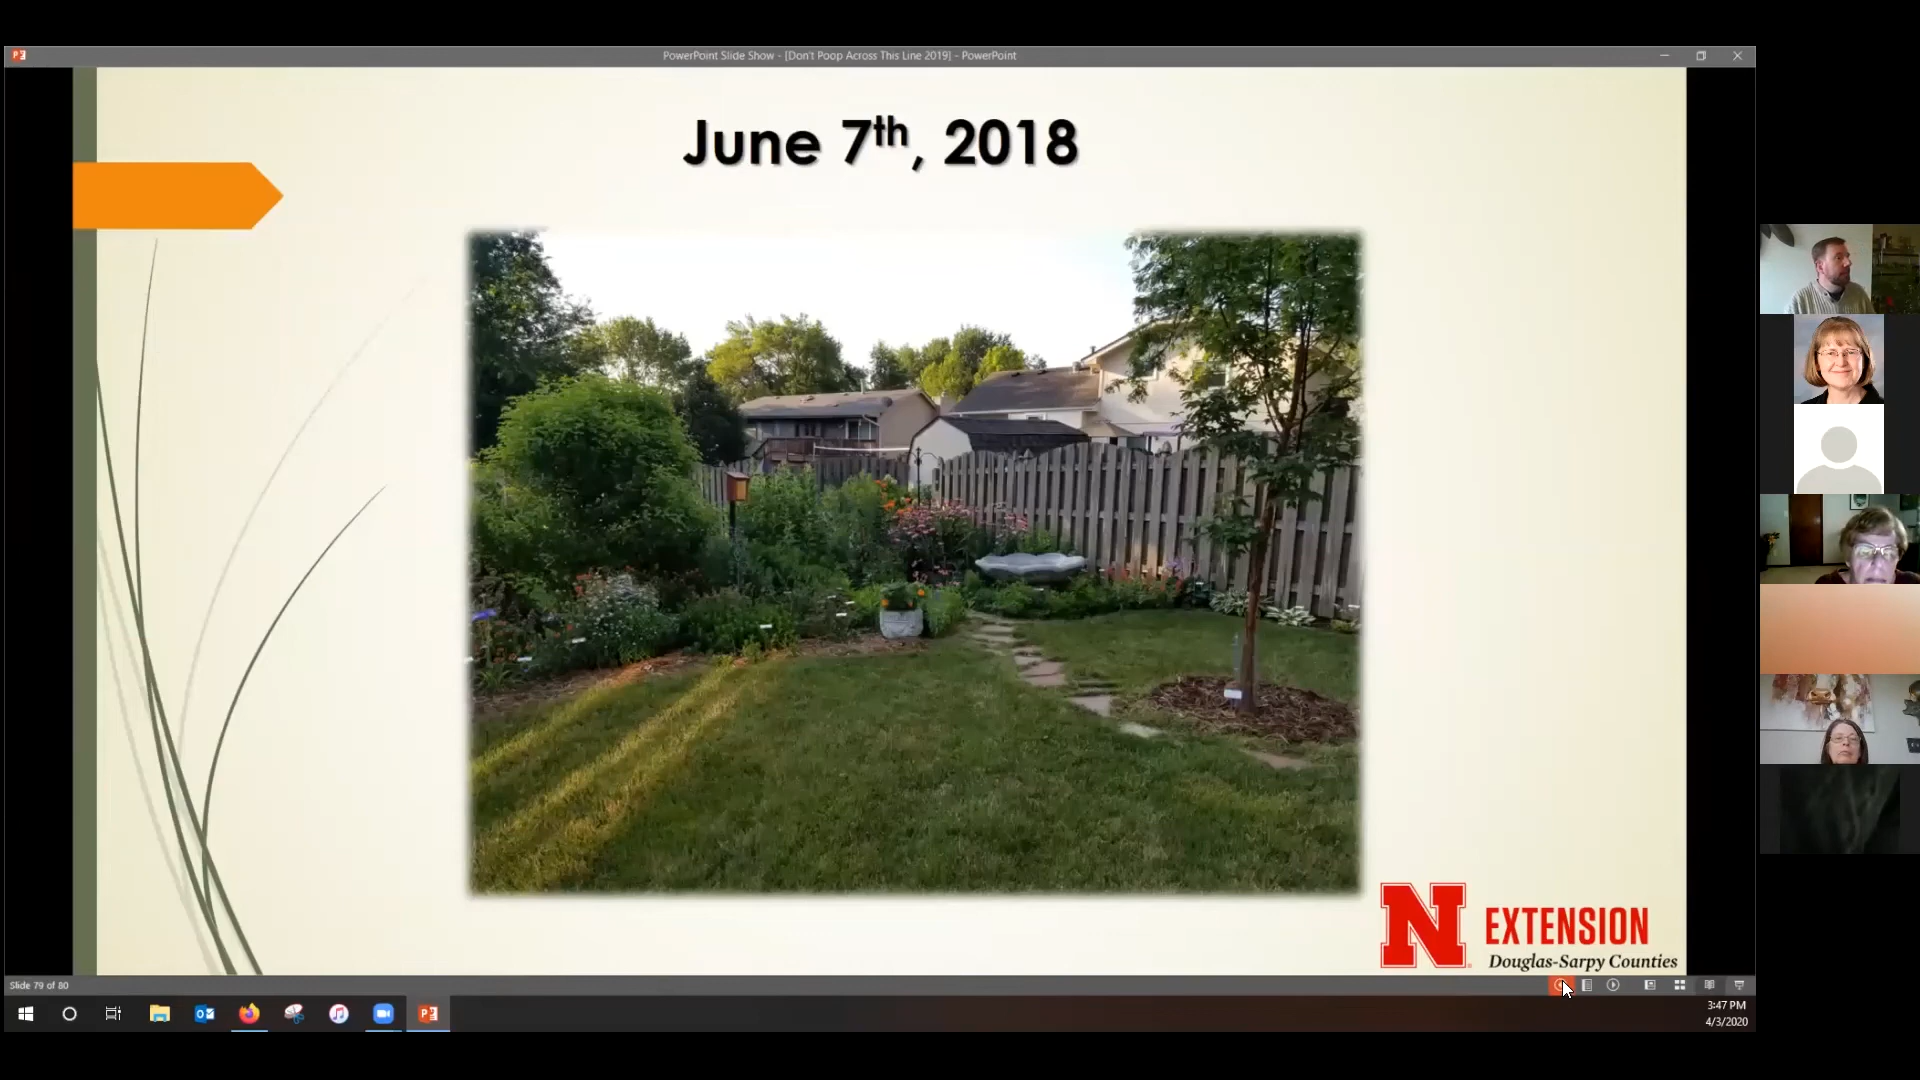 PowerPoint Slide Show - [Don't Poop Across This Line 2019] - PowerPoint
June 7th, 2018
N EXTENSION
Douglas-Sarpy Counties
Slide 79 of 80
3:47 PM
4/3/2020